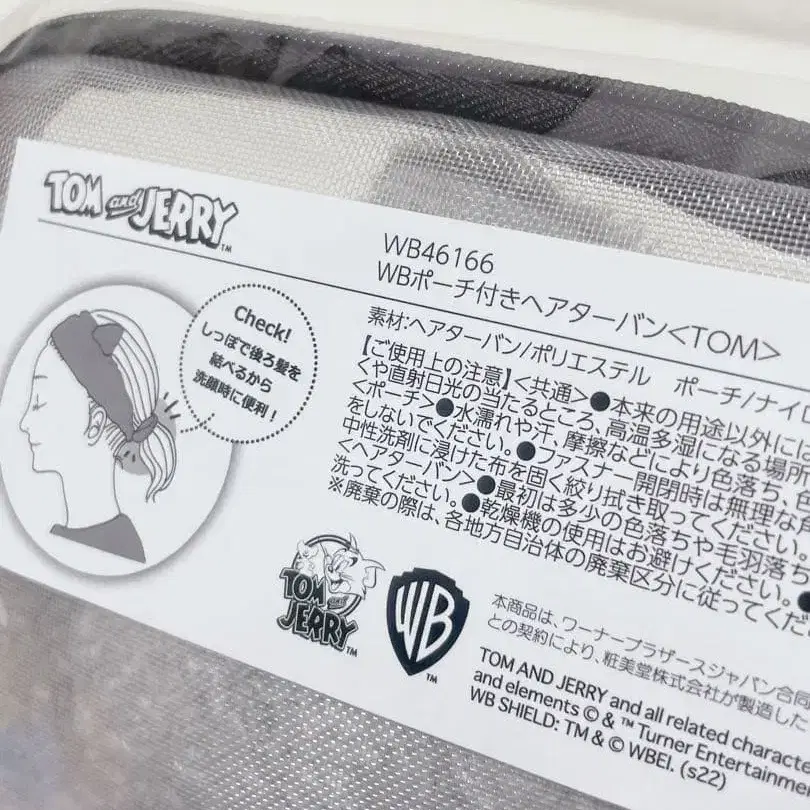 TOM and JERRY™
WB46166
WBポーチ付きヘアターバン<TOM>
素材:ヘアターバン/ポリエステル　ポーチ/ナイ
【ご使用上の注意】<共通>●本来の用途以外に
くや直射日光の当たるところ、高温多湿になる場所
<ポーチ>●水濡れや汗、摩擦などにより色落ち、
をしないでください。●ファスナー開閉時は無理な
中性洗剤に浸けた布を固く絞り拭き取ってください。
<ヘアターバン>●最初は多少の色落ちや毛羽落ち
洗ってください。●乾燥機の使用はお避けください。●
※廃棄の際は、各地方自治体の廃棄区分に従ってくだ
Check!
しっぽで後ろ髪を
結べるから
洗顔時に便利!
TOM and JERRY™
WB™
本商品は、ワーナーブラザースジャパン合同
との契約により、粧美堂株式会社が製造した
TOM AND JERRY and all related characte
and elements © & ™ Turner Entertainme
WB SHIELD: TM & © WBEI. (s22)